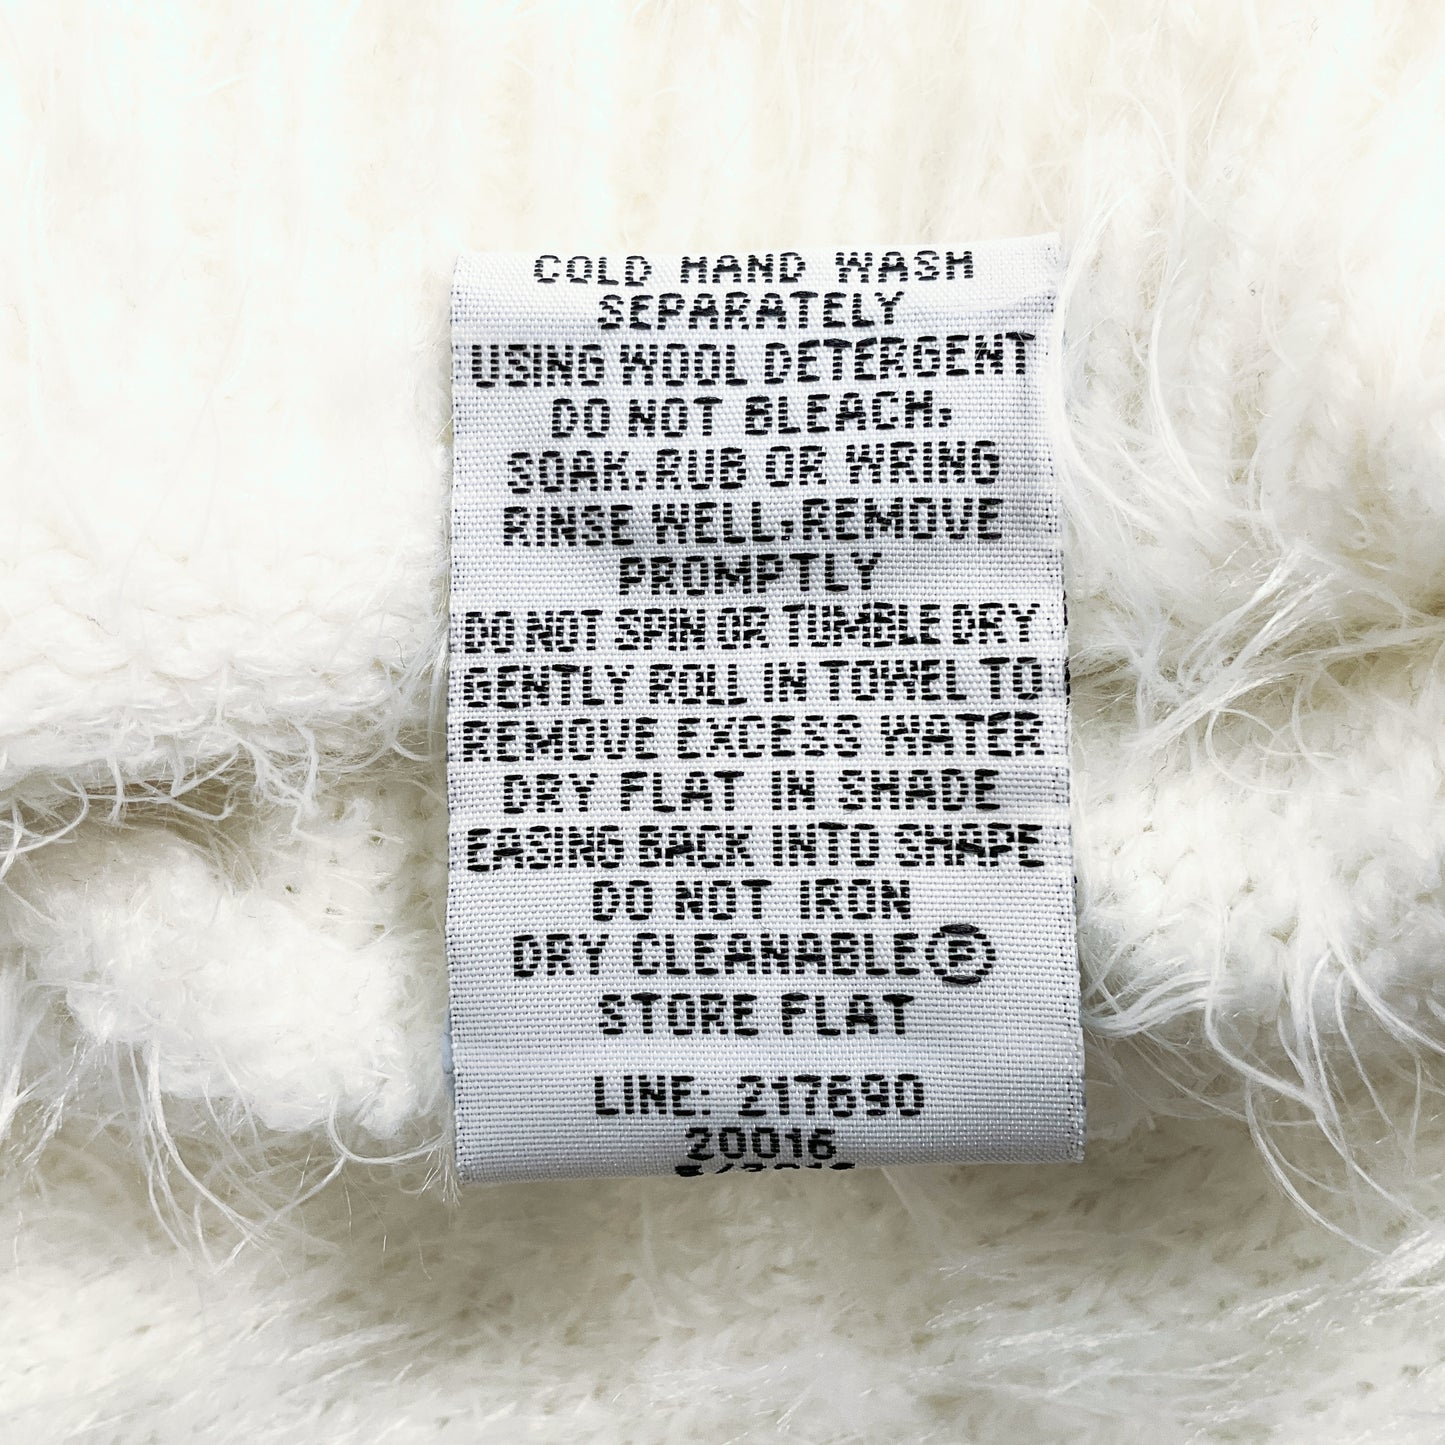 COLD HAND WASH
SEPARATELY
USING WOOL DETERGENT
DO NOT BLEACH,
SOAK,RUB OR WRING
RINSE WELL,REMOVE
PROMPTLY
DO NOT SPIN OR TUMBLE DRY
GENTLY ROLL IN TOWEL TO
REMOVE EXCESS WATER
DRY FLAT IN SHADE
EASING BACK INTO SHAPE
DO NOT IRON
DRY CLEANABLE Ⓟ
STORE FLAT
LINE: 217690
20016